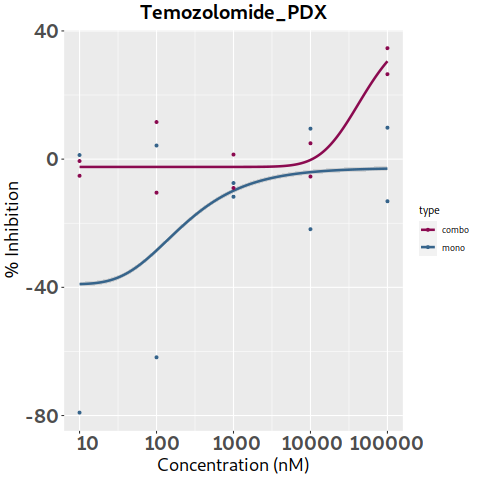 Temozolomide_PDX
40
0
-40
-80
% Inhibition
10 100 1000 10000 100000
Concentration (nM)
type
combo
mono